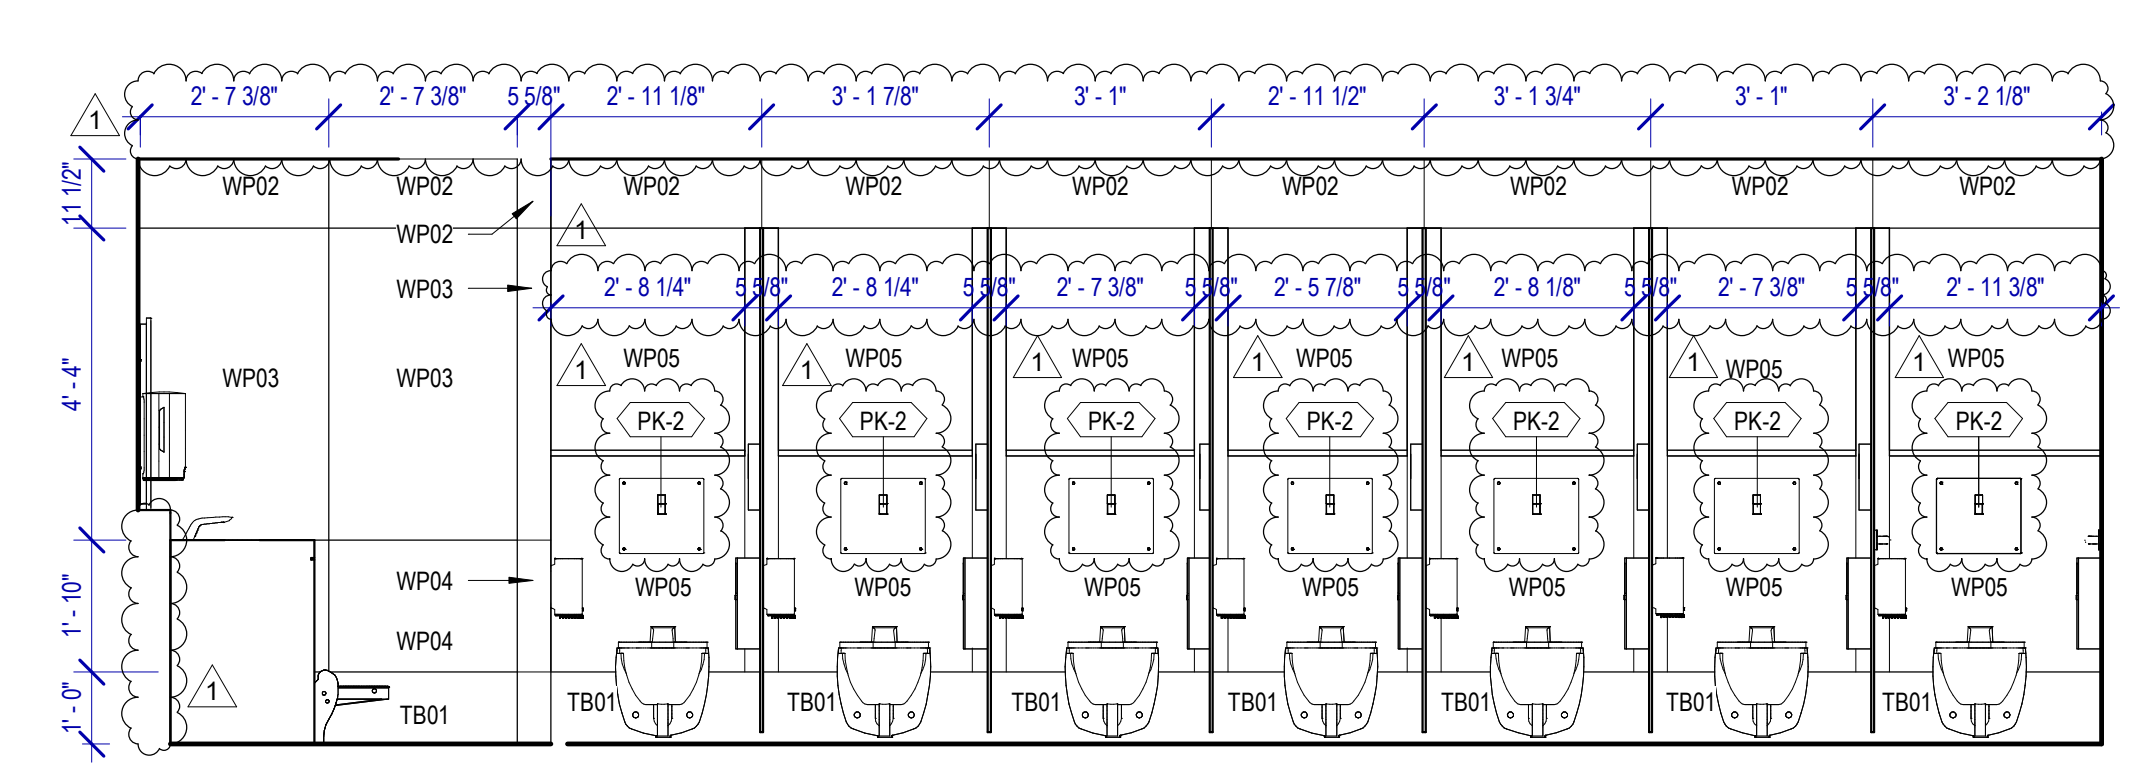 2' - 7 3/8" 2' - 7 3/8" 5 5/8" 2' - 11 1/8" 3' - 1 7/8" 3' - 1" 2' - 11 1/2" 3' - 1 3/4" 3' - 1" 3' - 2 1/8"
1
11 1/2"
WP02 WP02 WP02 WP02 WP02 WP02 WP02 WP02 WP02
WP02
1
WP03
2' - 8 1/4" 5 5/8" 2' - 8 1/4" 5 5/8" 2' - 7 3/8" 5 5/8" 2' - 5 7/8" 5 5/8" 2' - 8 1/8" 5 5/8" 2' - 7 3/8" 5 5/8" 2' - 11 3/8"
4' - 4"
1 WP05 1 WP05 1 WP05 1 WP05 1 WP05 1 WP05 1 WP05
WP03 WP03
PK-2 PK-2 PK-2 PK-2 PK-2 PK-2 PK-2
1' - 10"
WP04
WP05 WP05 WP05 WP05 WP05 WP05 WP05
WP04
1
1' - 0"
TB01 TB01 TB01 TB01 TB01 TB01 TB01 TB01